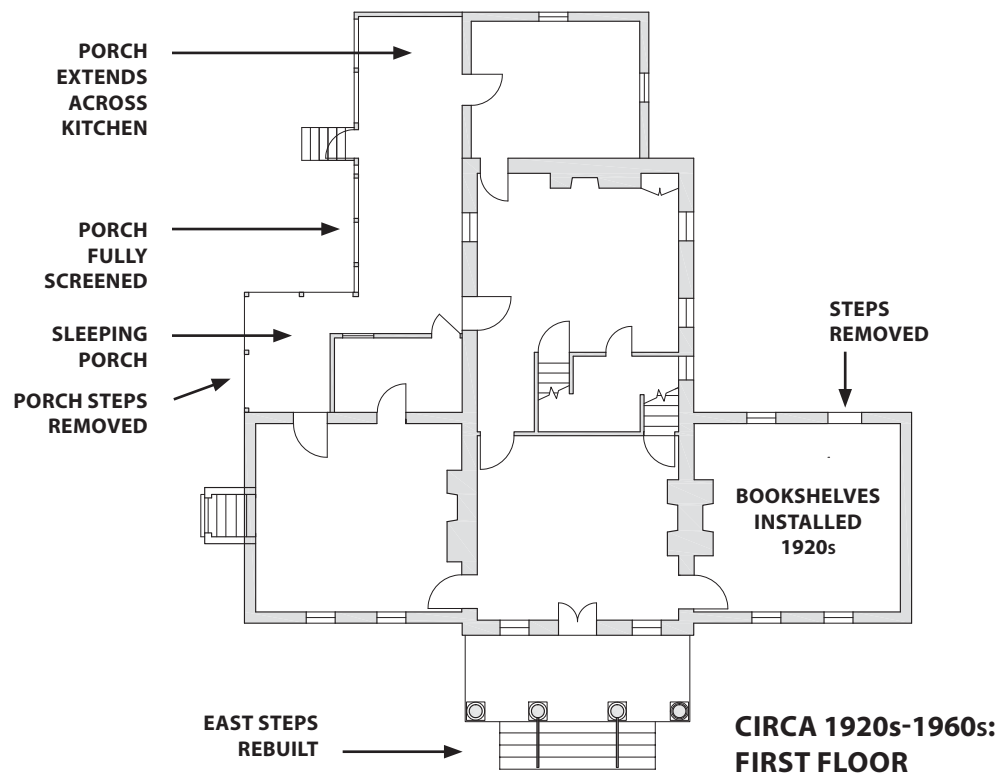 PORCH
EXTENDS
ACROSS
KITCHEN
PORCH
FULLY
SCREENED
SLEEPING
PORCH
PORCH STEPS
REMOVED
STEPS
REMOVED
BOOKSHELVES
INSTALLED
1920s
EAST STEPS
REBUILT
CIRCA 1920s-1960s:
FIRST FLOOR